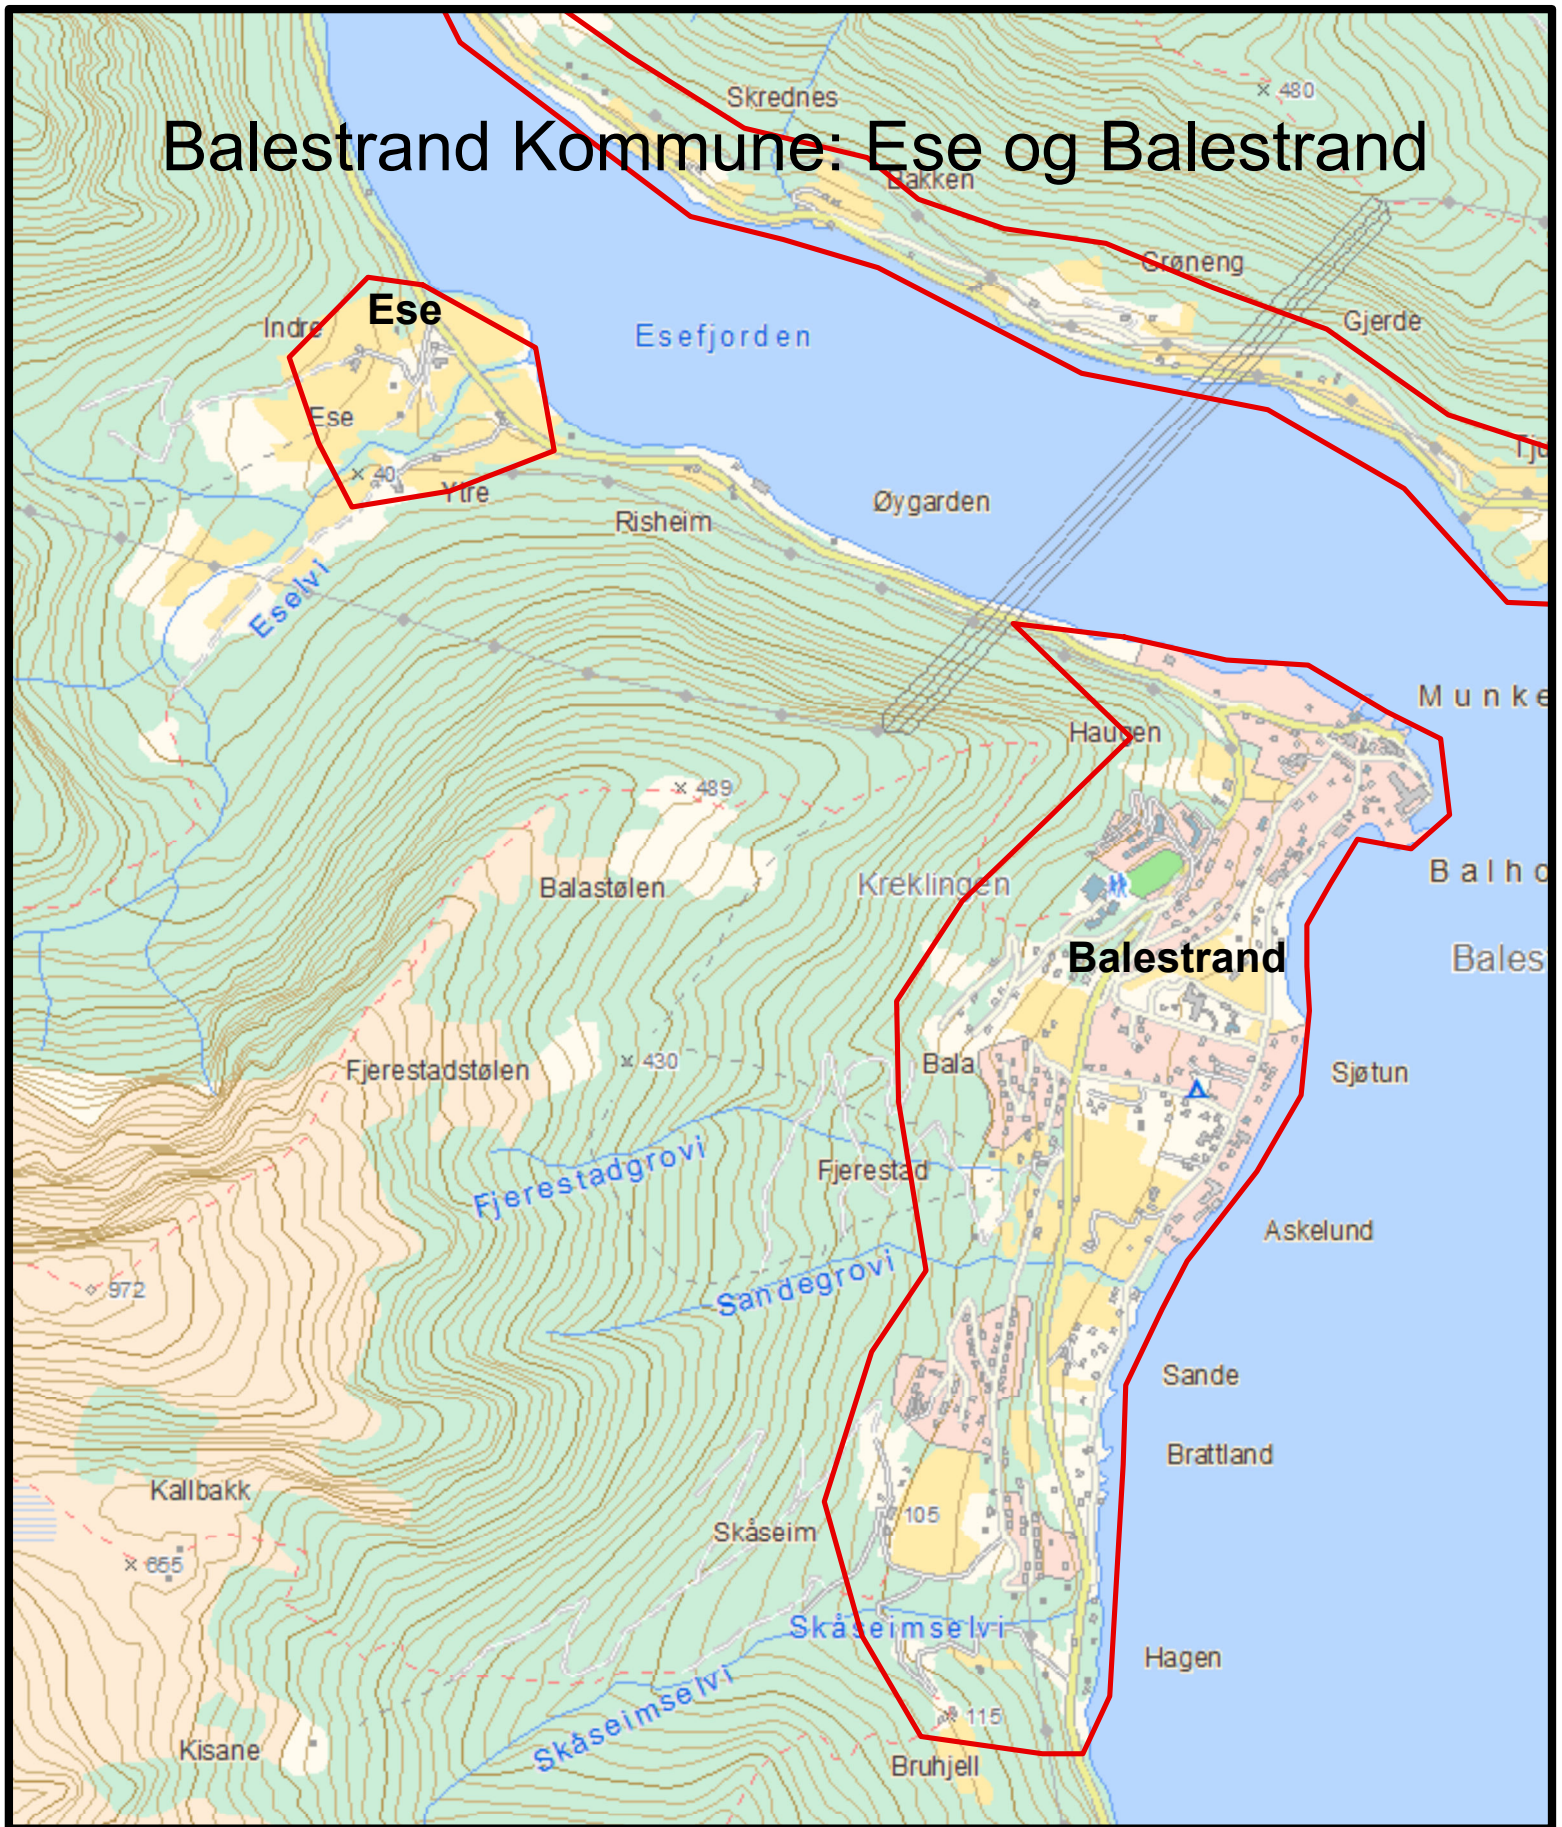 480
Skrednes
Balestrand Kommune: Ese og Balestrand
Bakken
Grøneng
Gjerde
Ese
Indre
Esefjorden
Ese
Tju
40
Ytre
Øygarden
Risheim
Eselvi
Munke
Haugen
489
Balho
Balastølen
Kreklingen
Balestrand
Bales
Fjerestadstølen
430
Bala
Sjøtun
Fjerestadgrovi
Fjerestad
Askelund
Sandegrovi
972
Sande
Brattland
Kallbakk
105
Skåseim
655
Skåseimselvi
Hagen
Skåseimselvi
115
Kisane
Bruhjell